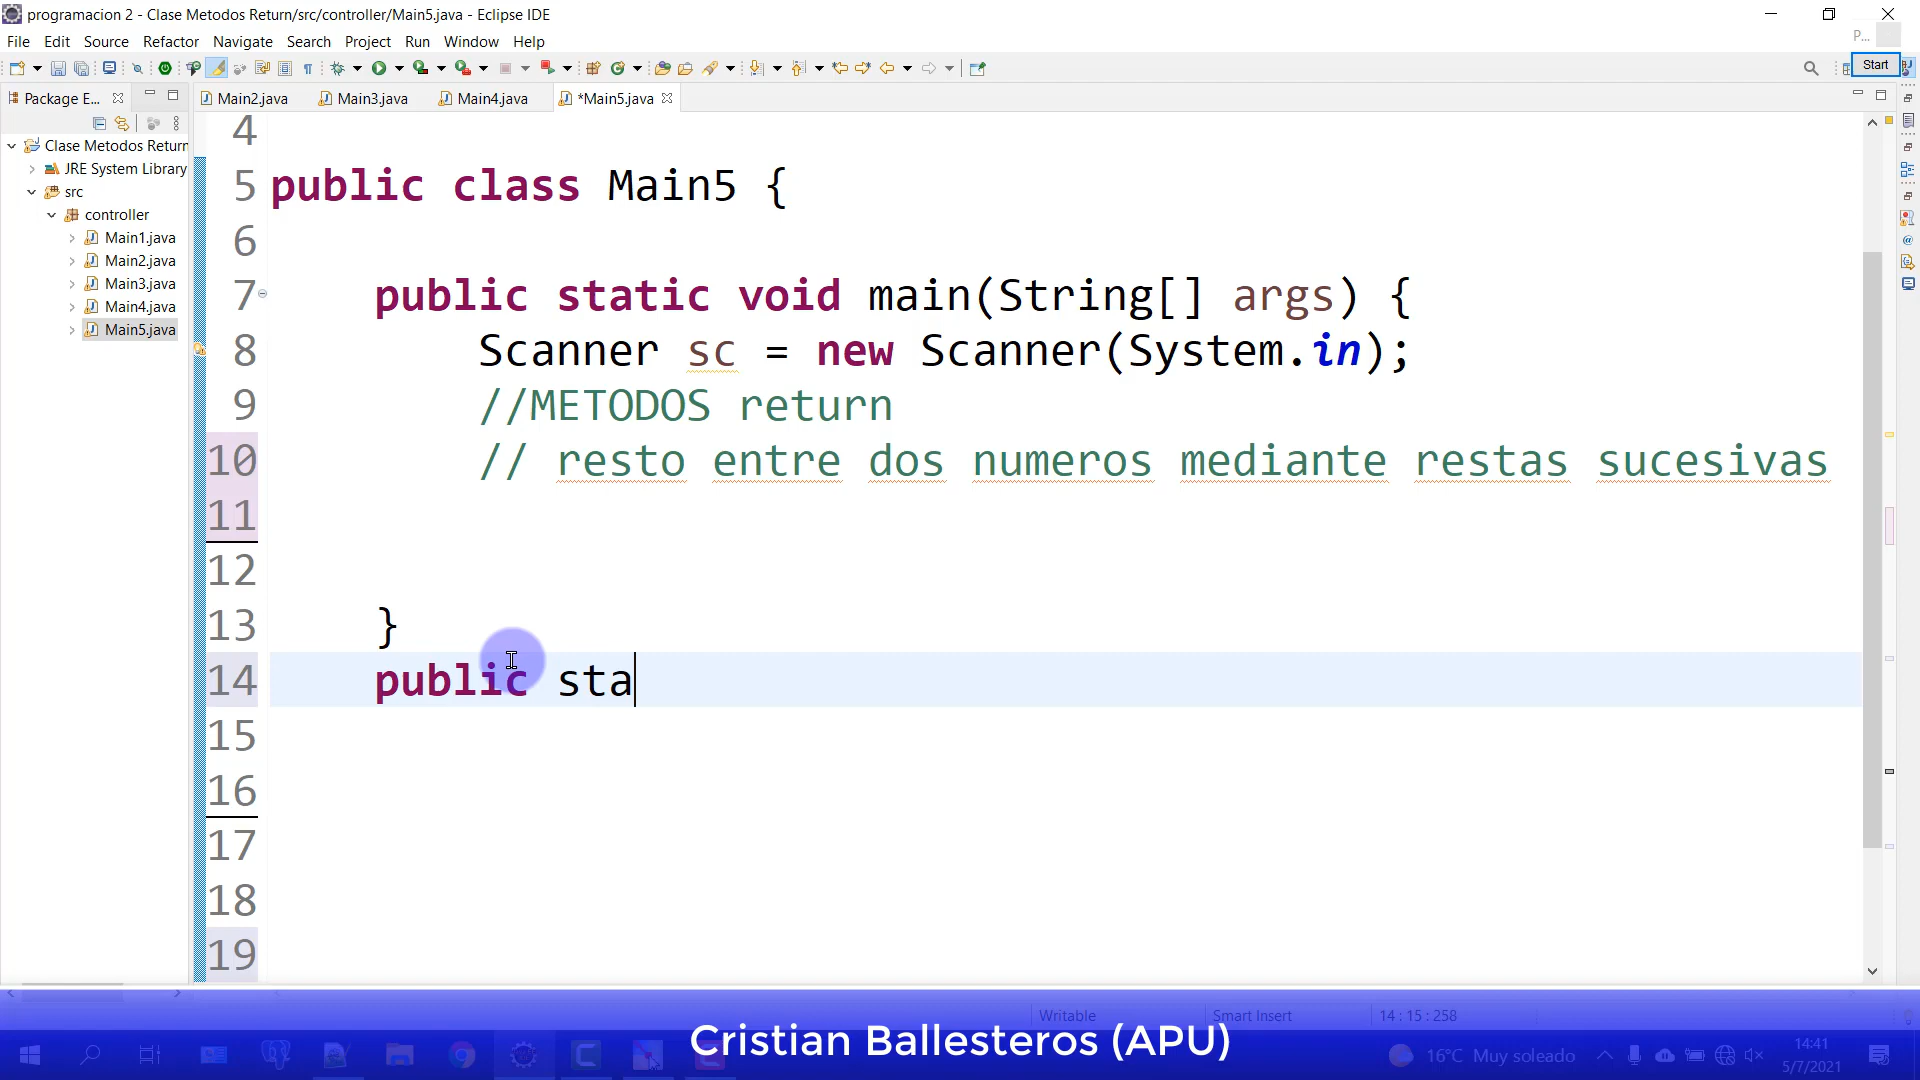 programacion 2 - Clase Metodos Return/src/controller/Main5.java - Eclipse IDE
File Edit Source Refactor Navigate Search Project Run Window Help
P...
Start
Package E...
Main2.java Main3.java Main4.java *Main5.java
Clase Metodos Return
JRE System Library
src
controller
Main1.java
Main2.java
Main3.java
Main4.java
Main5.java
4
5 public class Main5 {
6
7 public static void main(String[] args) {
8 Scanner sc = new Scanner(System.in);
9 //METODOS return
10 // resto entre dos numeros mediante restas sucesivas
11
12
13 }
14 public sta
15
16
17
18
19
Writable Smart Insert 14 : 15 : 258
Cristian Ballesteros (APU)
16°C Muy soleado
14:41
5/7/2021